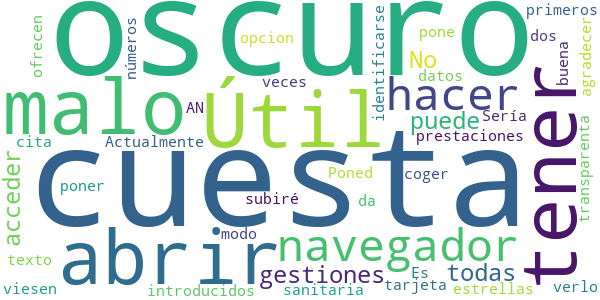 oscuro
primeros
ofrecen
números
opcion
pone
dos
identificarse
buena
agradecer
No
datos
veces
malo
AN
Útil
hacer
puede
Sería
prestaciones
cita
Actualmente
tener
transparenta
cuesta
acceder
poner
subiré
Poned
da
coger
modo
abrir
navegador
texto
gestiones
Es
todas
viesen
introducidos
sanitaria
tarjeta
estrellas
verlo